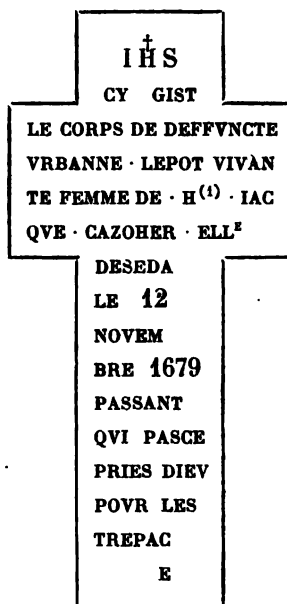 IHS
CY GIST
LE CORPS DE DEFFVNCTE
VRBANNE · LEPOT VIVAN
TE FEMME DE · H(1) · IAC
QVE · CAZOHER · ELLE
DESEDA
LE 12
NOVEM
BRE 1679
PASSANT
QVI PASCE
PRIES DIEV
POVR LES
TREPAC
E